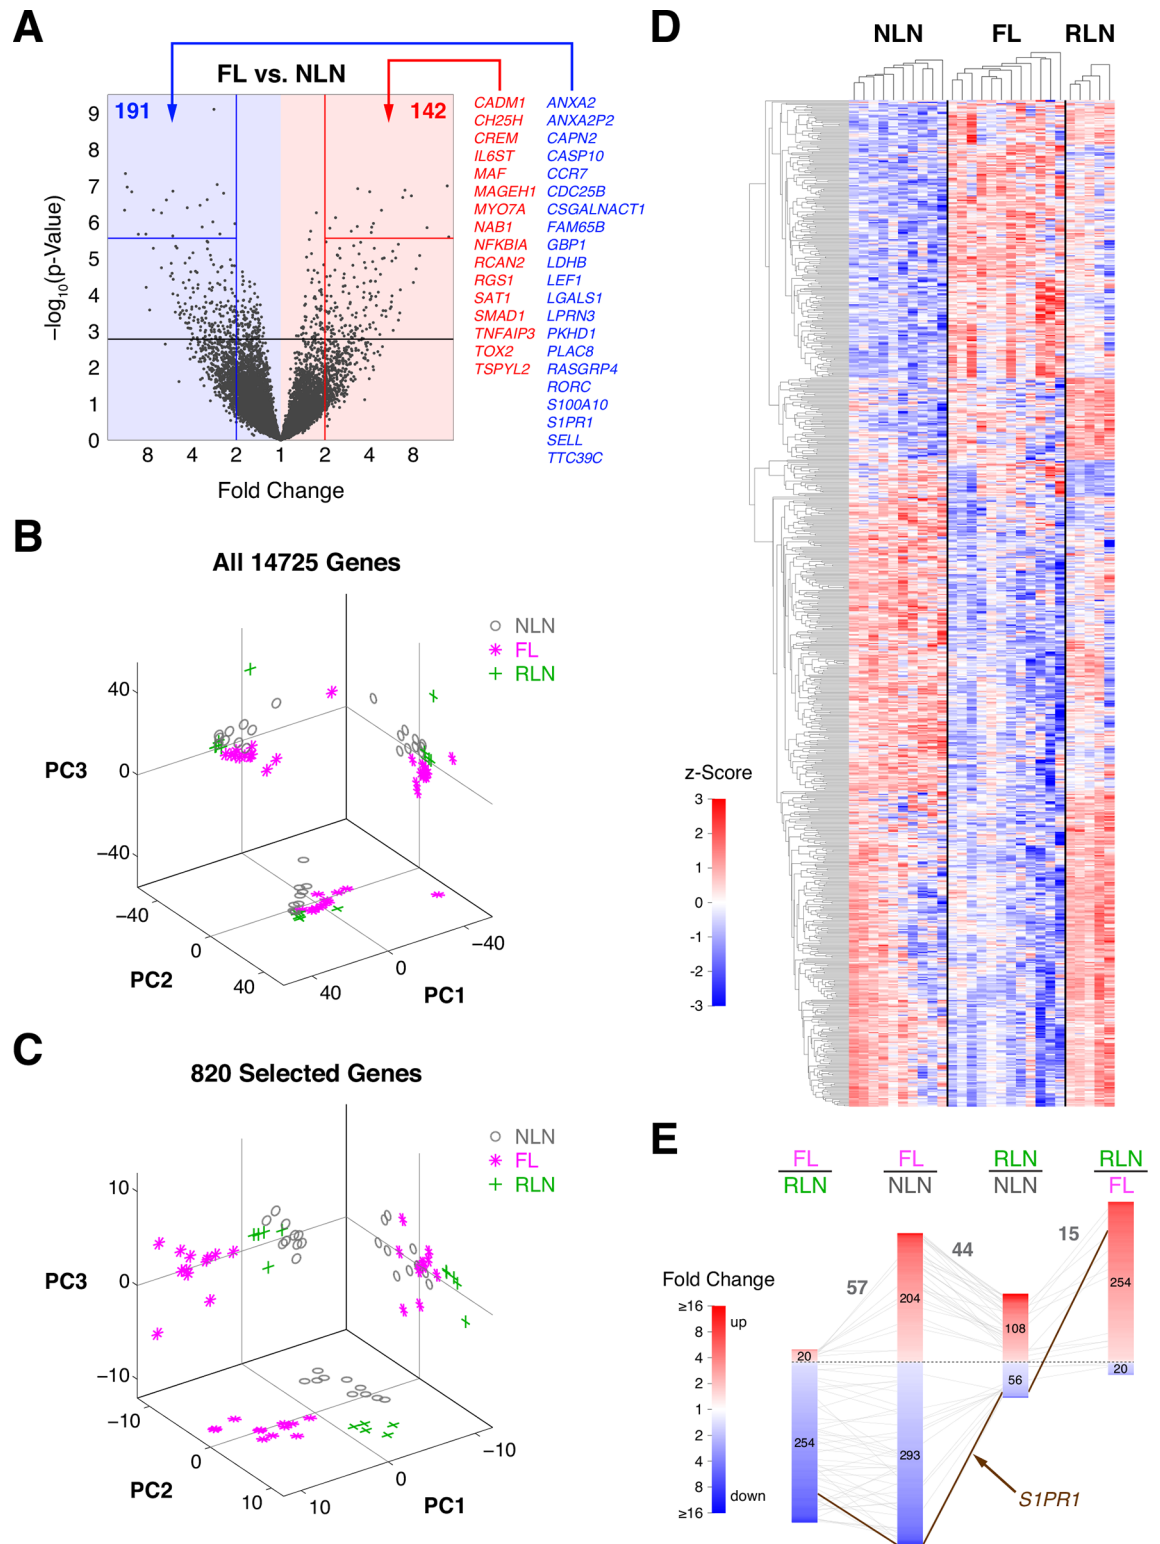 A
FL vs. NLN
191
142
9
8
7
6
5
4
3
2
1
0
−log10(p-Value)
8 4 2 1 2 4 8
Fold Change
CADM1
CH25H
CREM
IL6ST
MAF
MAGEH1
MYO7A
NAB1
NFKBIA
RCAN2
RGS1
SAT1
SMAD1
TNFAIP3
TOX2
TSPYL2
ANXA2
ANXA2P2
CAPN2
CASP10
CCR7
CDC25B
CSGALNACT1
FAM65B
GBP1
LDHB
LEF1
LGALS1
LPRN3
PKHD1
PLAC8
RASGRP4
RORC
S100A10
S1PR1
SELL
TTC39C
B
All 14725 Genes
NLN
FL
RLN
40
0
−40
PC3
−40
0
40
PC2
40
0
−40
PC1
C
820 Selected Genes
NLN
FL
RLN
10
0
−10
PC3
−10
0
10
PC2
10
0
−10
PC1
D
NLN FL RLN
z-Score
3
2
1
0
-1
-2
-3
E
FL
RLN
FL
NLN
RLN
NLN
RLN
FL
57
44
15
20
254
204
293
108
56
254
20
S1PR1
Fold Change
≥16
up
8
4
2
1
2
4
8
down
≥16